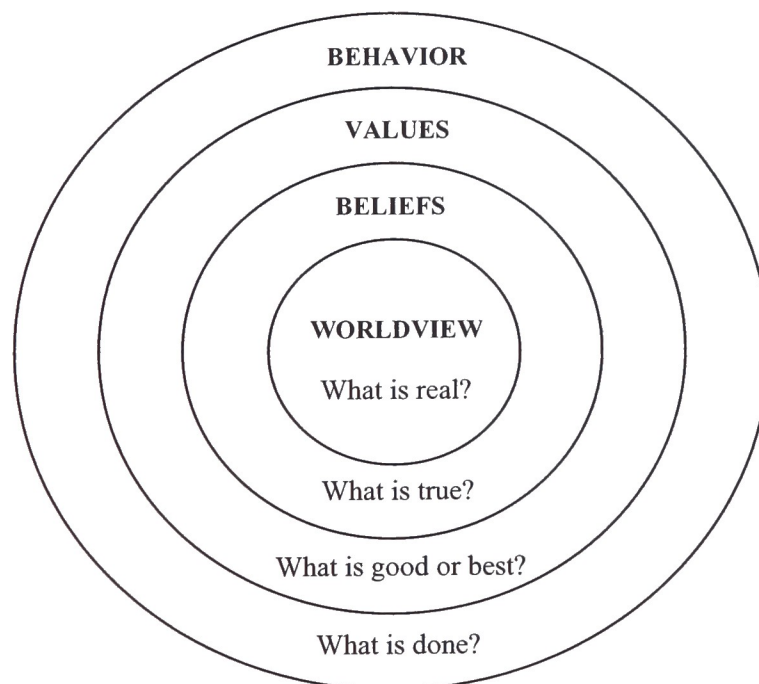 BEHAVIOR
VALUES
BELIEFS
WORLDVIEW
What is real?
What is true?
What is good or best?
What is done?